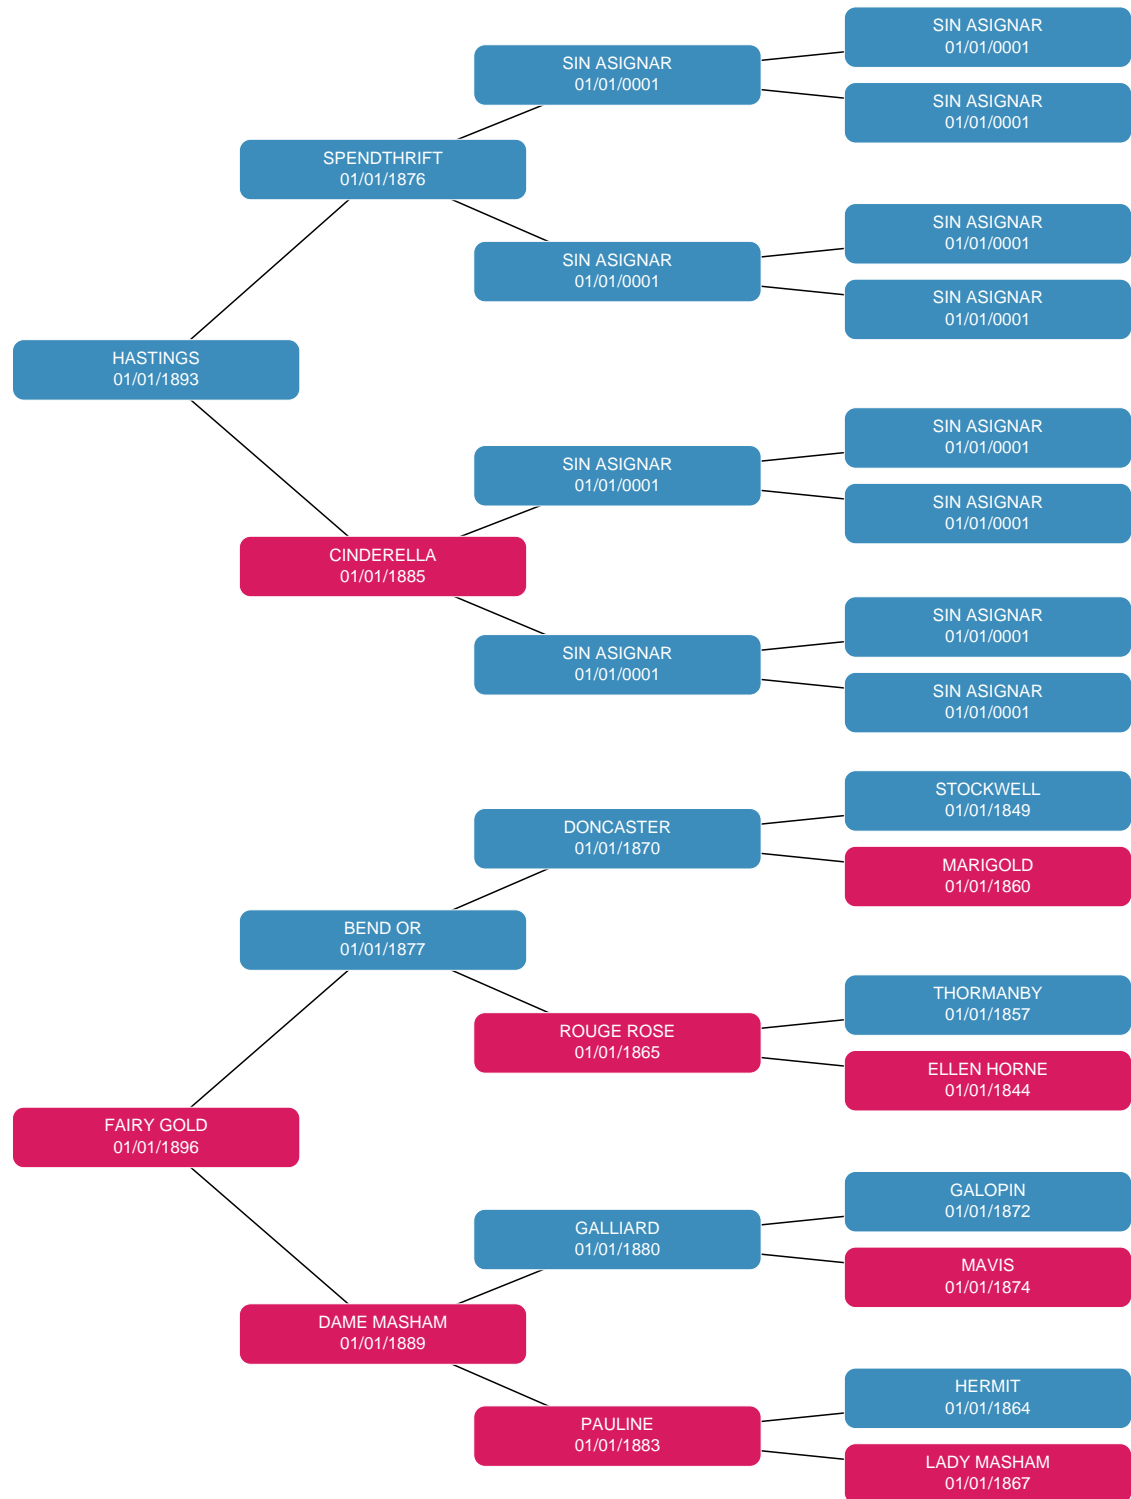 SIN ASIGNAR
01/01/0001
SIN ASIGNAR
01/01/0001
SIN ASIGNAR
01/01/0001
SPENDTHRIFT
01/01/1876
SIN ASIGNAR
01/01/0001
SIN ASIGNAR
01/01/0001
SIN ASIGNAR
01/01/0001
HASTINGS
01/01/1893
SIN ASIGNAR
01/01/0001
SIN ASIGNAR
01/01/0001
SIN ASIGNAR
01/01/0001
CINDERELLA
01/01/1885
SIN ASIGNAR
01/01/0001
SIN ASIGNAR
01/01/0001
SIN ASIGNAR
01/01/0001
STOCKWELL
01/01/1849
DONCASTER
01/01/1870
MARIGOLD
01/01/1860
BEND OR
01/01/1877
THORMANBY
01/01/1857
ROUGE ROSE
01/01/1865
ELLEN HORNE
01/01/1844
FAIRY GOLD
01/01/1896
GALOPIN
01/01/1872
GALLIARD
01/01/1880
MAVIS
01/01/1874
DAME MASHAM
01/01/1889
HERMIT
01/01/1864
PAULINE
01/01/1883
LADY MASHAM
01/01/1867